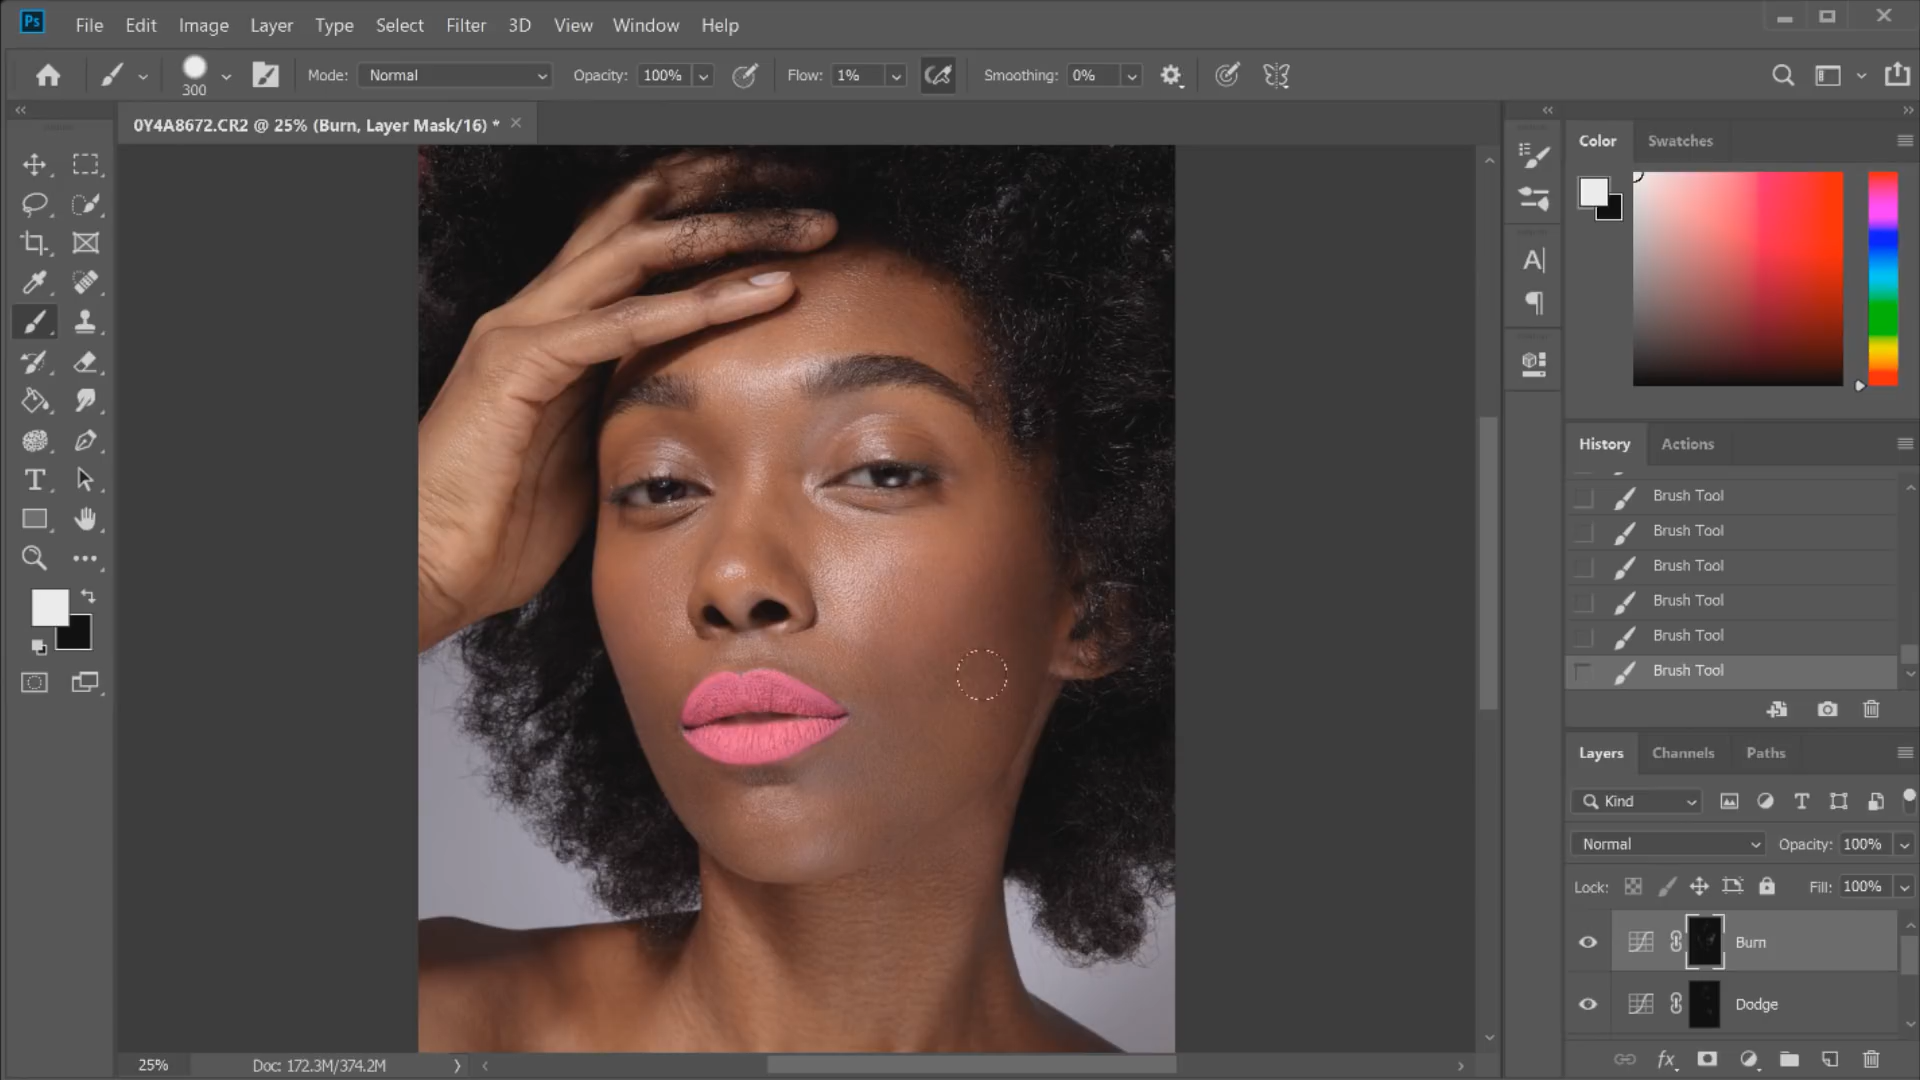 Ps File Edit Image Layer Type Select Filter 3D View Window Help
300 Mode: Normal Opacity: 100% Flow: 1% Smoothing: 0%
0Y4A8672.CR2 @ 25% (Burn, Layer Mask/16) *
Color Swatches
History Actions
Brush Tool
Brush Tool
Brush Tool
Brush Tool
Brush Tool
Brush Tool
Layers Channels Paths
Kind
Normal Opacity: 100%
Lock: Fill: 100%
Burn
Dodge
25% Doc: 172.3M/374.2M